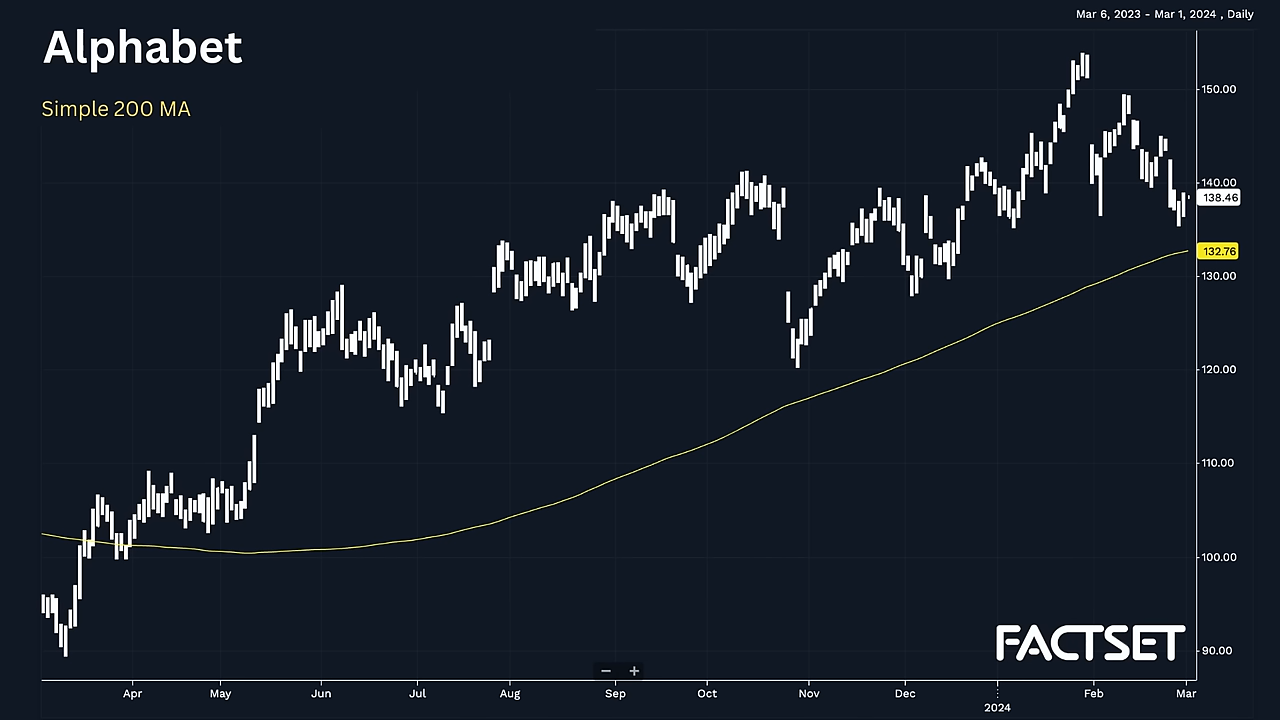 Mar 6, 2023 - Mar 1, 2024 , Daily
Alphabet
Simple 200 MA
150.00
140.00
138.46
132.76
130.00
120.00
110.00
100.00
90.00
FACTSET
Apr May Jun Jul Aug Sep Oct Nov Dec Feb Mar
2024